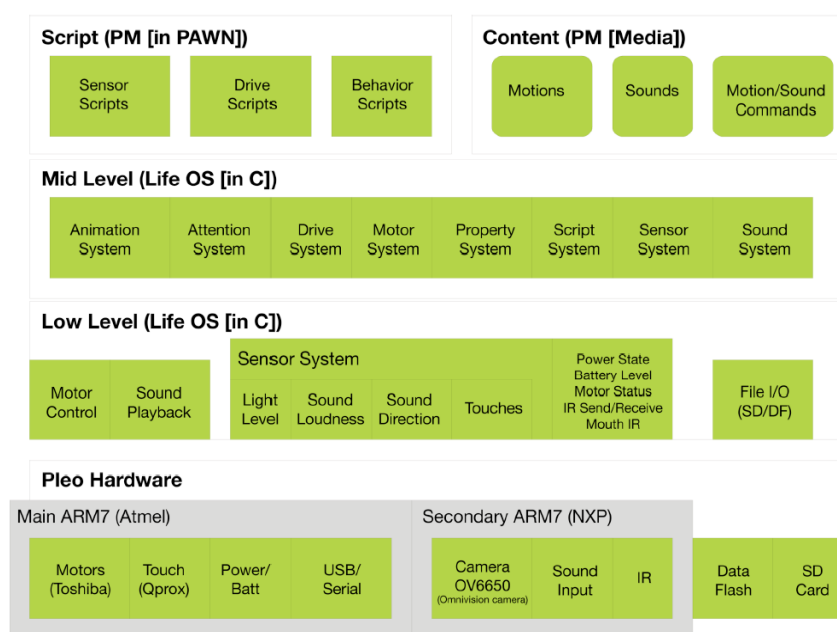 Script (PM [in PAWN])
Sensor
Scripts
Drive
Scripts
Behavior
Scripts
Content (PM [Media])
Motions
Sounds
Motion/Sound
Commands
Mid Level (Life OS [in C])
Animation
System
Attention
System
Drive
System
Motor
System
Property
System
Script
System
Sensor
System
Sound
System
Low Level (Life OS [in C])
Motor
Control
Sound
Playback
Sensor System
Light
Level
Sound
Loudness
Sound
Direction
Touches
Power State
Battery Level
Motor Status
IR Send/Receive
Mouth IR
File I/O
(SD/DF)
Pleo Hardware
Main ARM7 (Atmel)
Motors
(Toshiba)
Touch
(Qprox)
Power/
Batt
USB/
Serial
Secondary ARM7 (NXP)
Camera
OV6650
(Omnivision camera)
Sound
Input
IR
Data
Flash
SD
Card